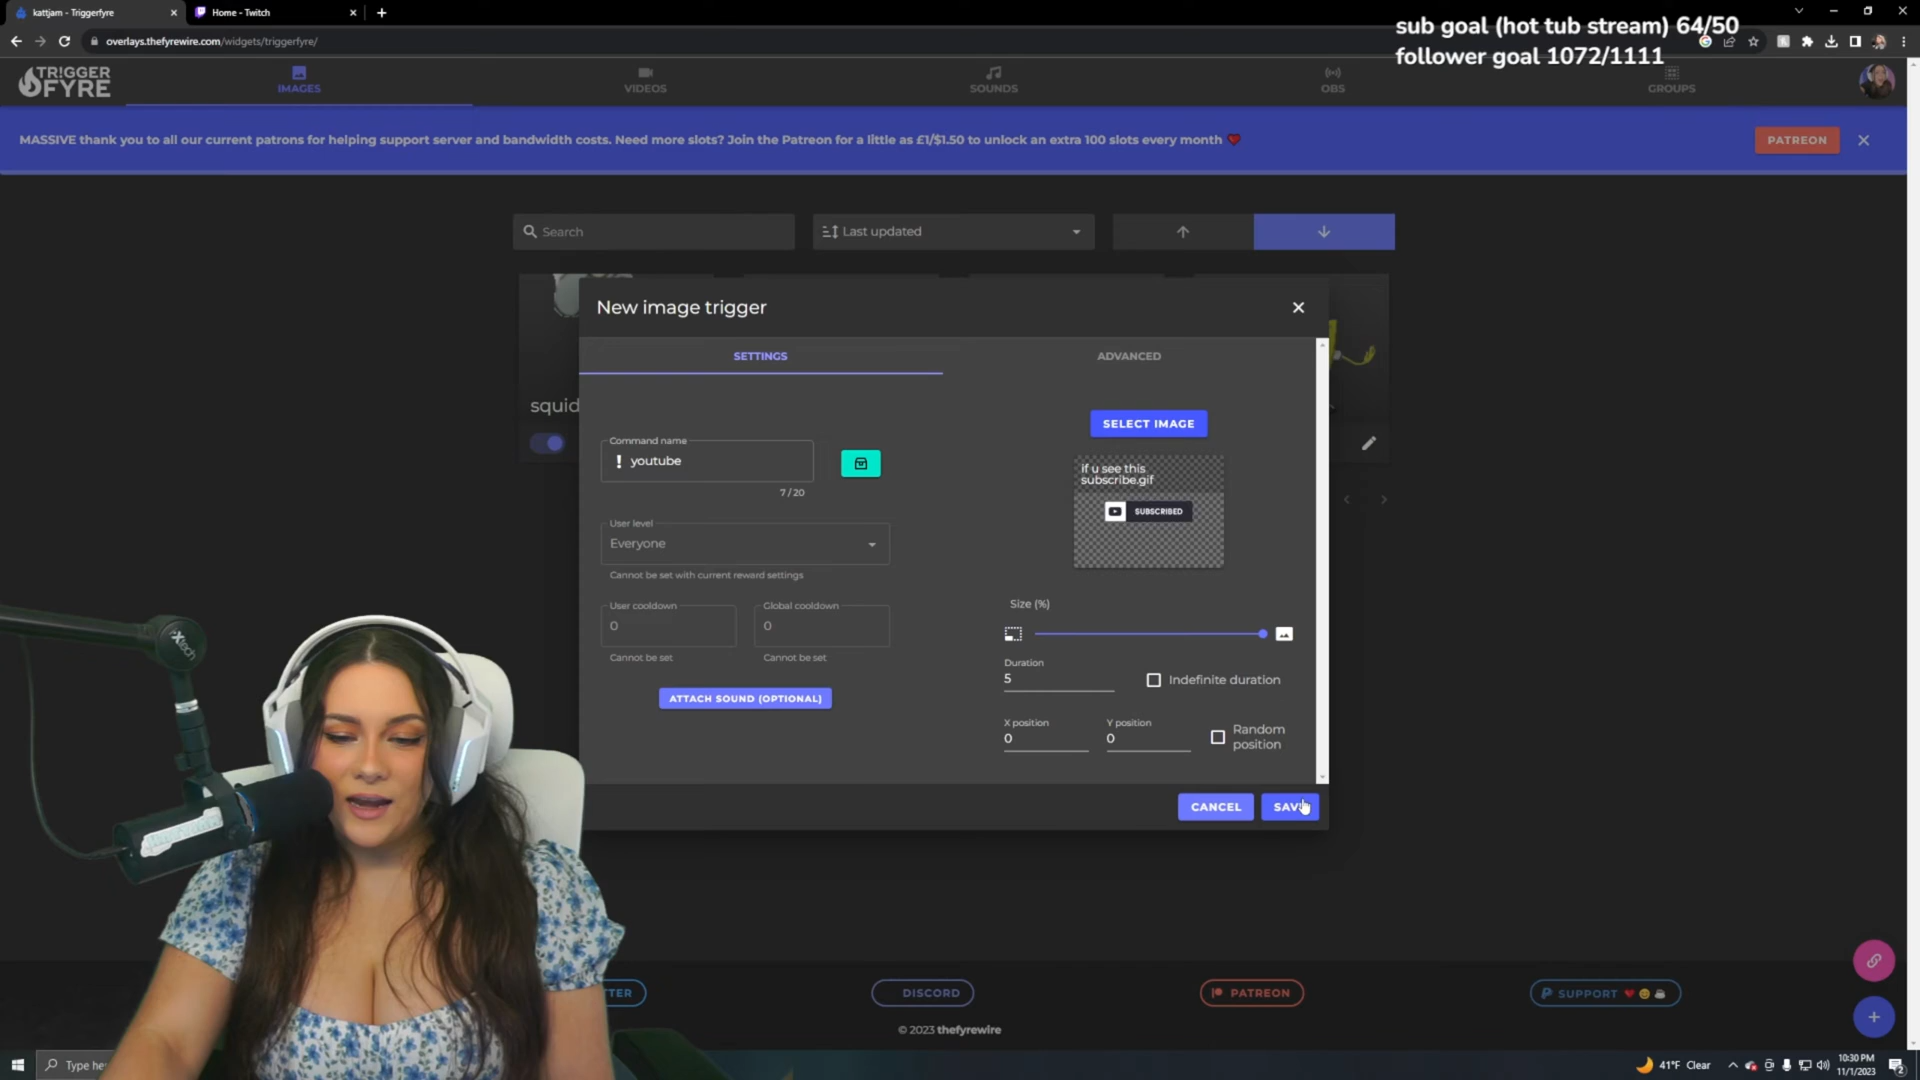 kattjam - Triggerfyre
Home - Twitch
sub goal (hot tub stream) 64/50
follower goal 1072/1111
overlays.thefyrewire.com/widgets/triggerfyre/
TRIGGER
FYRE
IMAGES
VIDEOS
SOUNDS
OBS
GROUPS
MASSIVE thank you to all our current patrons for helping support server and bandwidth costs. Need more slots? Join the Patreon for a little as £1/$1.50 to unlock an extra 100 slots every month
PATREON
Search
Last updated
New image trigger
SETTINGS
ADVANCED
squid
SELECT IMAGE
Command name
! youtube
7 / 20
if u see this
subscribe.gif
SUBSCRIBED
User level
Everyone
Cannot be set with current reward settings
User cooldown
Global cooldown
0
0
Cannot be set
Cannot be set
ATTACH SOUND (OPTIONAL)
Size (%)
Duration
5
Indefinite duration
X position
0
Y position
0
Random
position
CANCEL
SAVE
xtech
TTER
DISCORD
PATREON
SUPPORT
© 2023 thefyrewire
Type he
41°F Clear
10:30 PM
11/1/2023
2